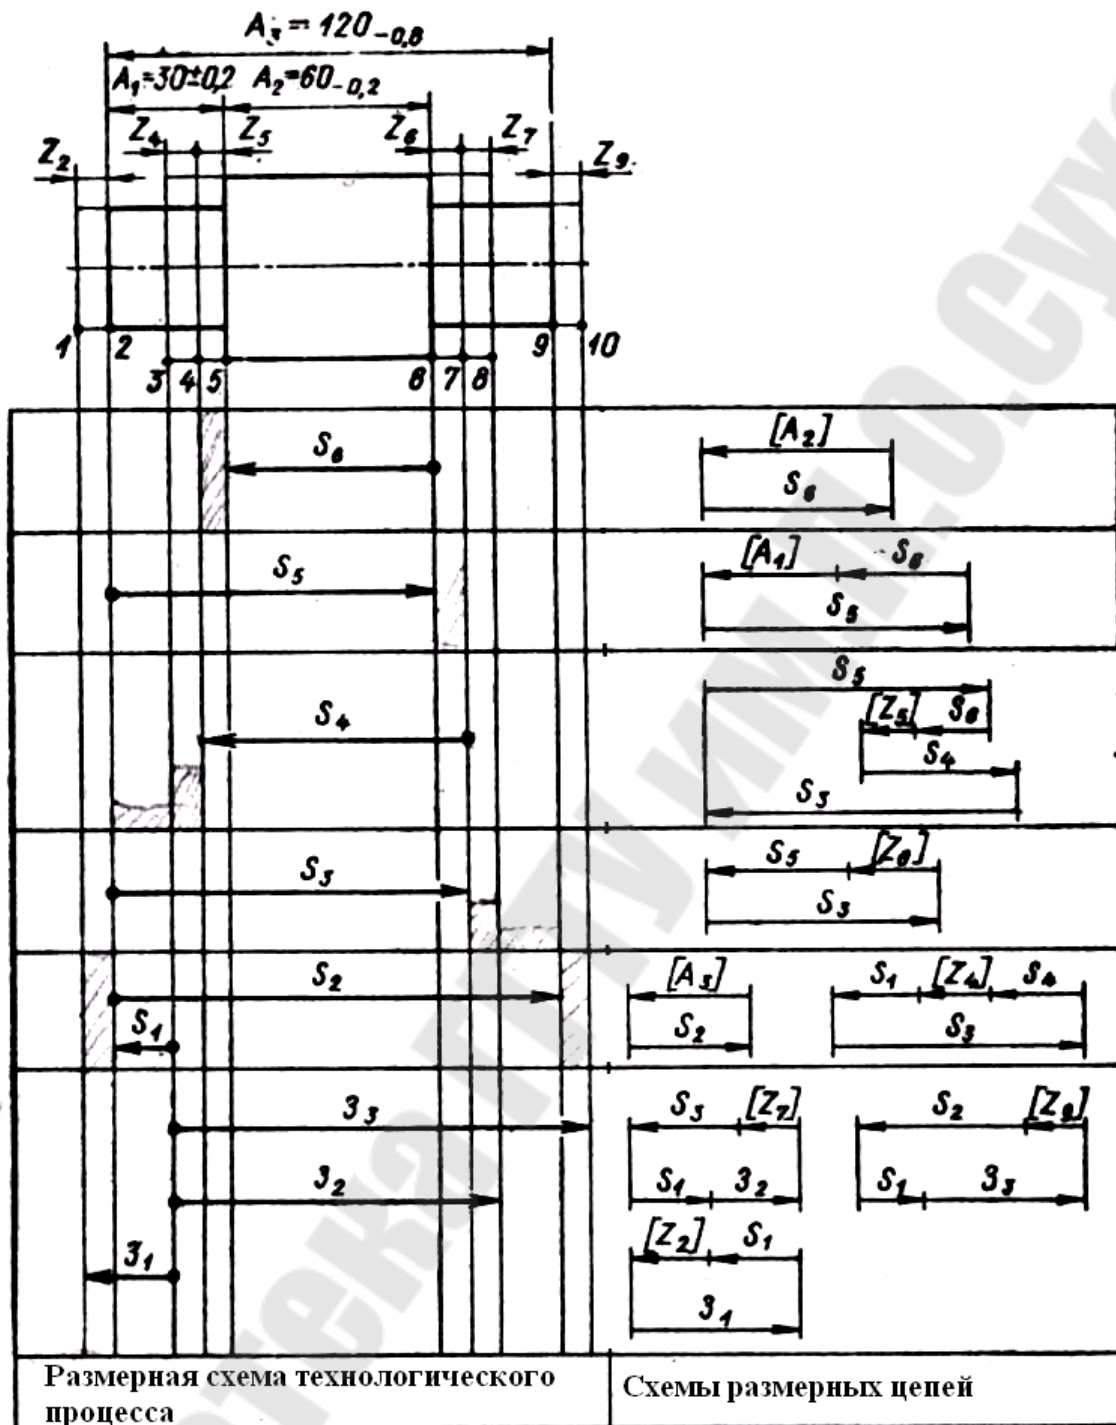 A₃ = 120₋₀,₈
A₁=30±0,2 A₂=60₋₀,₂
Z₄ Z₅ Z₆ Z₇
Z₂ Z₉
1 2 9 10
3 4 5 6 7 8
S₆ [A₂]
S₆
S₅ [A₁] S₆
S₅
S₅
S₄ [Z₅] S₆
S₄
S₃
S₃ S₅ [Z₆]
S₃
S₂ [A₃] S₁ [Z₄] S₄
S₁ S₂ S₃
З₃ S₃ [Z₇] S₂ [Z₉]
З₂ S₁ З₂ S₁ З₃
З₁ [Z₂] S₁
З₁
Размерная схема технологического
процесса
Схемы размерных цепей